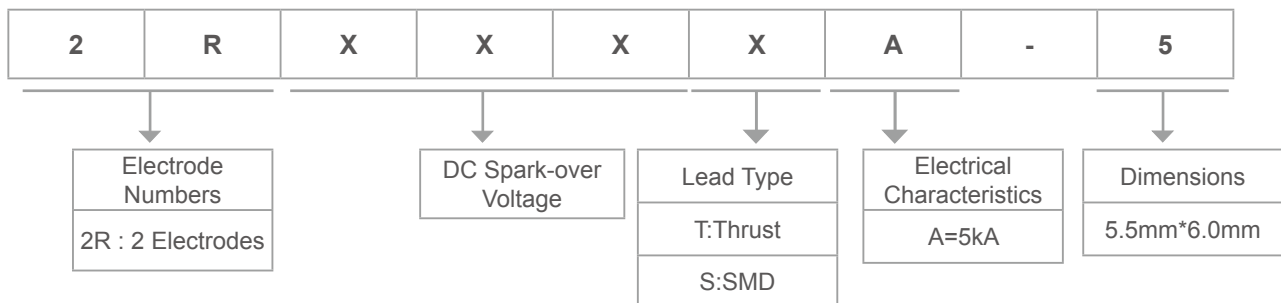 2 R X X X X A - 5
Electrode
Numbers
2R : 2 Electrodes
DC Spark-over
Voltage
Lead Type
T:Thrust
S:SMD
Electrical
Characteristics
A=5kA
Dimensions
5.5mm*6.0mm